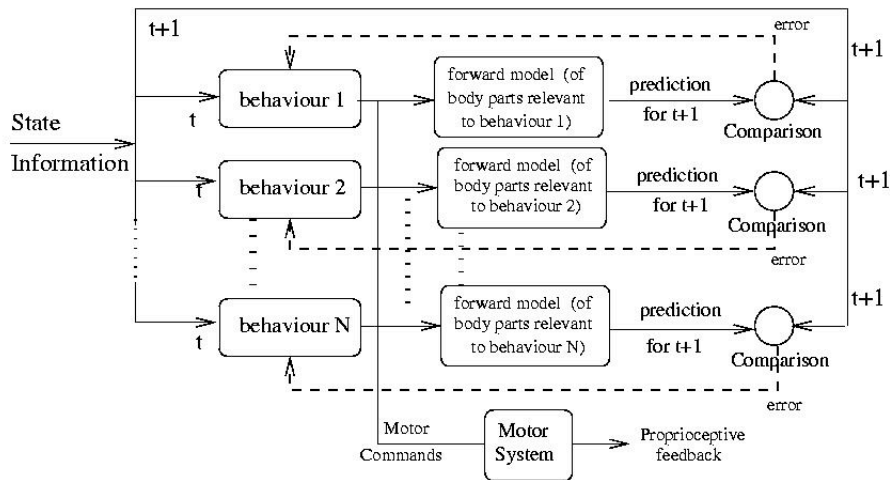 error
t+1
t+1
behaviour 1
forward model (of
body parts relevant
to behaviour 1)
prediction
for t+1
t
Comparison
State
Information
behaviour 2
forward model (of
body parts relevant
to behaviour 2)
prediction
for t+1
t
t+1
Comparison
error
behaviour N
forward model (of
body parts relevant
to behaviour N)
prediction
for t+1
t
t+1
Comparison
error
Motor
Commands
Motor
System
Proprioceptive
feedback